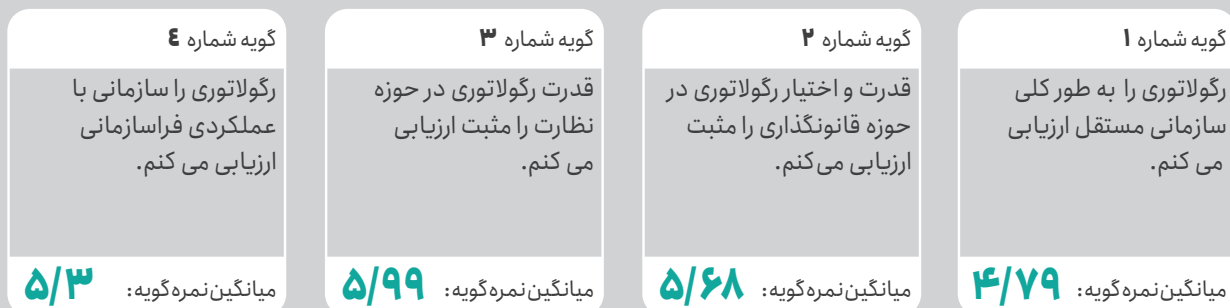 گویه شماره ۱
رگولاتوری را به طور کلی
سازمانی مستقل ارزیابی
می کنم.
میانگین نمره گویه: ۴/۷۹
گویه شماره ۲
قدرت و اختیار رگولاتوری در
حوزه قانونگذاری را مثبت
ارزیابی می‌کنم.
میانگین نمره گویه: ۵/۶۸
گویه شماره ۳
قدرت رگولاتوری در حوزه
نظارت را مثبت ارزیابی
می کنم.
میانگین نمره گویه: ۵/۹۹
گویه شماره ٤
رگولاتوری را سازمانی با
عملکردی فراسازمانی
ارزیابی می کنم.
میانگین نمره گویه: ۵/۳